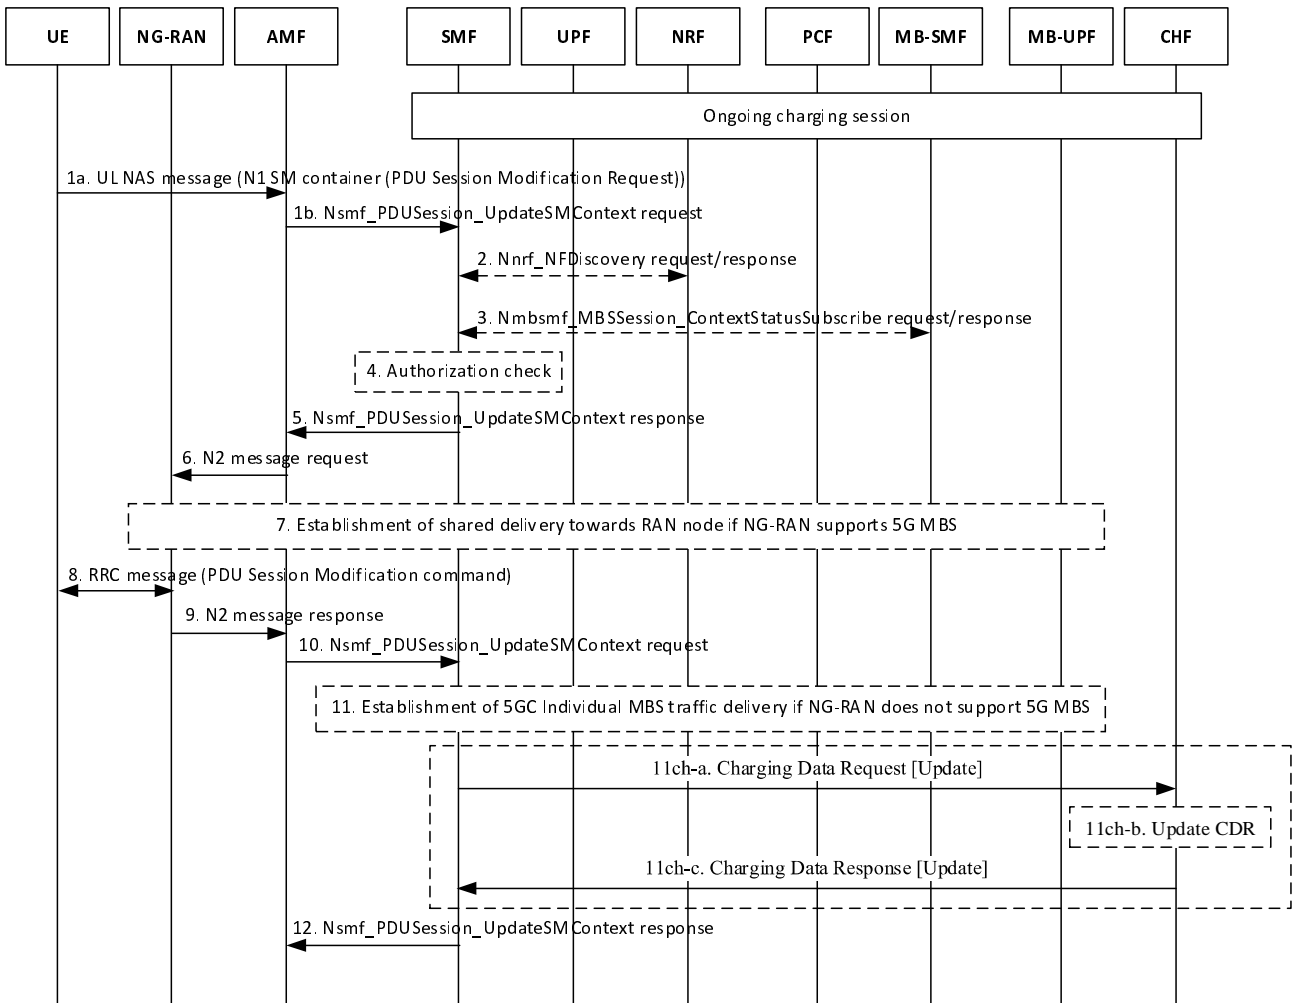 UE
NG-RAN
AMF
SMF
UPF
NRF
PCF
MB-SMF
MB-UPF
CHF
Ongoing charging session
1a. UL NAS message (N1 SM container (PDU Session Modification Request))
1b. Nsmf_PDUSession_UpdateSMContext request
2. Nnrf_NFDiscovery request/response
3. Nmbsmf_MBSSession_ContextStatusSubscribe request/response
4. Authorization check
5. Nsmf_PDUSession_UpdateSMContext response
6. N2 message request
7. Establishment of shared delivery towards RAN node if NG-RAN supports 5G MBS
8. RRC message (PDU Session Modification command)
9. N2 message response
10. Nsmf_PDUSession_UpdateSMContext request
11. Establishment of 5GC Individual MBS traffic delivery if NG-RAN does not support 5G MBS
11ch-a. Charging Data Request [Update]
11ch-b. Update CDR
11ch-c. Charging Data Response [Update]
12. Nsmf_PDUSession_UpdateSMContext response